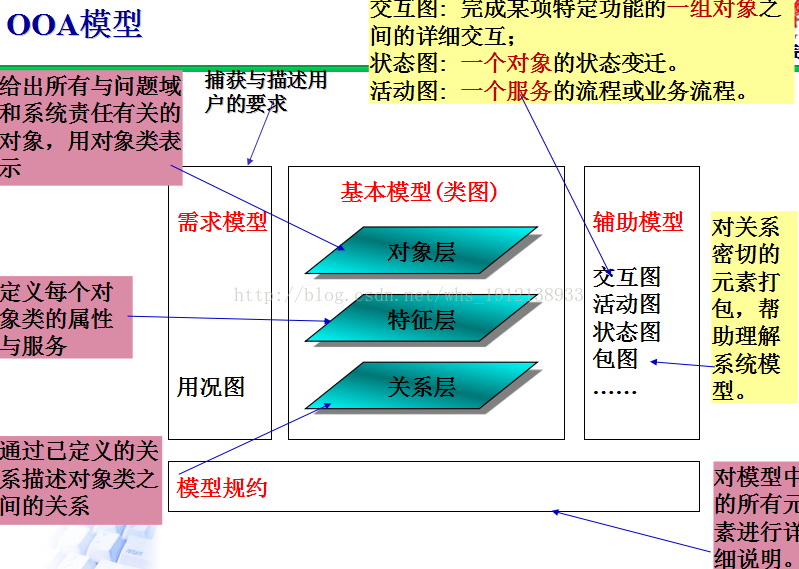 OOA模型
交互图: 完成某项特定功能的一组对象之
间的详细交互;
状态图: 一个对象的状态变迁。
活动图: 一个服务的流程或业务流程。
给出所有与问题域
和系统责任有关的
对象，用对象类表
示
捕获与描述用
户的要求
需求模型
用况图
基本模型(类图)
对象层
特征层
关系层
辅助模型
交互图
活动图
状态图
包图
……
对关系
密切的
元素打
包，帮
助理解
系统模
型。
定义每个对
象类的属性
与服务
通过已定义的关
系描述对象类之
间的关系
模型规约
对模型中
的所有元
素进行详
细说明。